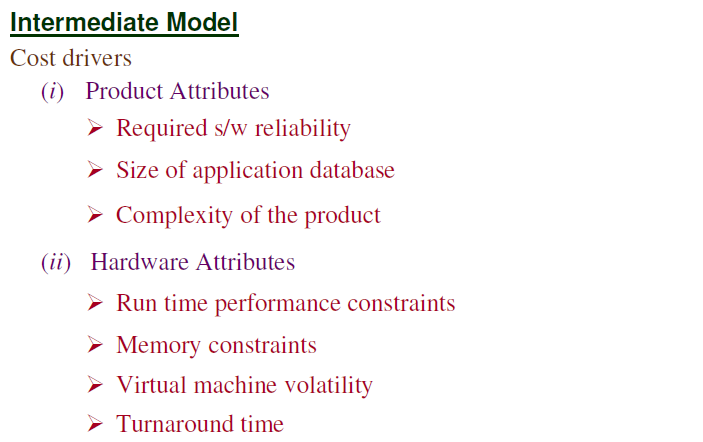 Intermediate Model
Cost drivers
(i) Product Attributes
➢ Required s/w reliability
➢ Size of application database
➢ Complexity of the product
(ii) Hardware Attributes
➢ Run time performance constraints
➢ Memory constraints
➢ Virtual machine volatility
➢ Turnaround time